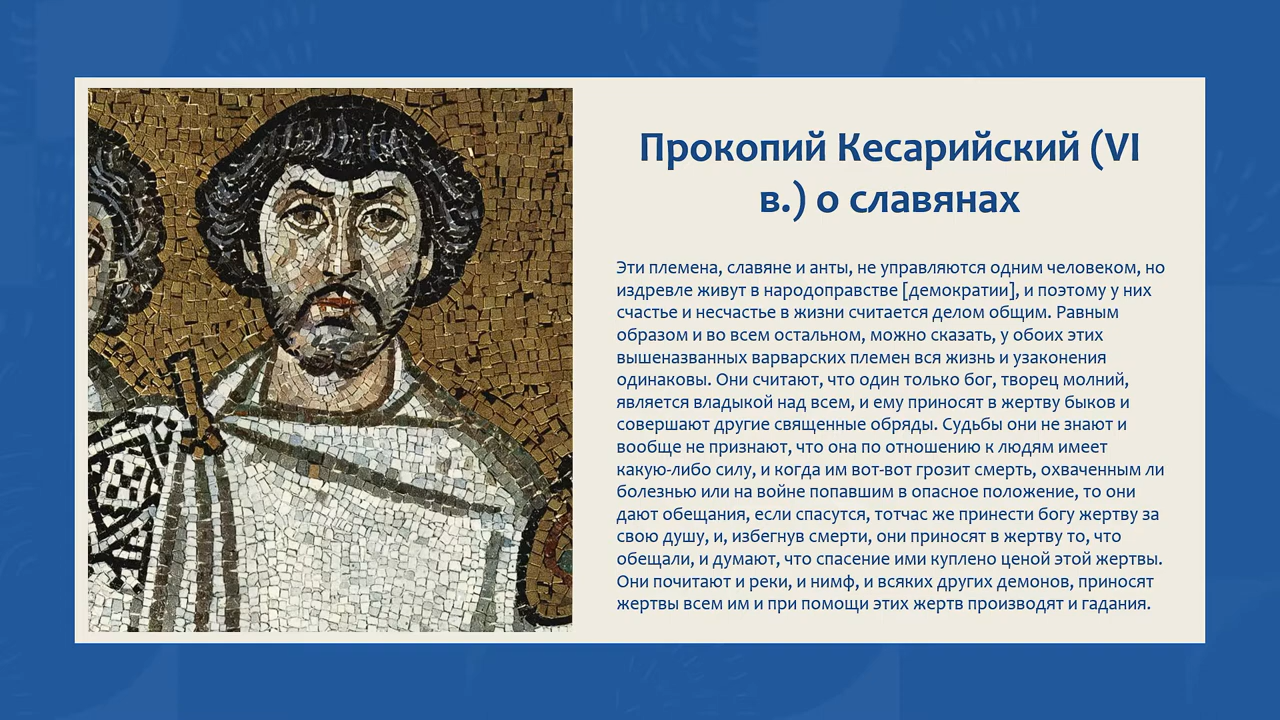 Прокопий Кесарийский (VI
в.) о славянах
Эти племена, славяне и анты, не управляются одним человеком, но
издревле живут в народоправстве [демократии], и поэтому у них
счастье и несчастье в жизни считается делом общим. Равным
образом и во всем остальном, можно сказать, у обоих этих
вышеназванных варварских племен вся жизнь и узаконения
одинаковы. Они считают, что один только бог, творец молний,
является владыкой над всем, и ему приносят в жертву быков и
совершают другие священные обряды. Судьбы они не знают и
вообще не признают, что она по отношению к людям имеет
какую-либо силу, и когда им вот-вот грозит смерть, охваченным ли
болезнью или на войне попавшим в опасное положение, то они
дают обещания, если спасутся, тотчас же принести богу жертву за
свою душу, и, избегнув смерти, они приносят в жертву то, что
обещали, и думают, что спасение ими куплено ценой этой жертвы.
Они почитают и реки, и нимф, и всяких других демонов, приносят
жертвы всем им и при помощи этих жертв производят и гадания.